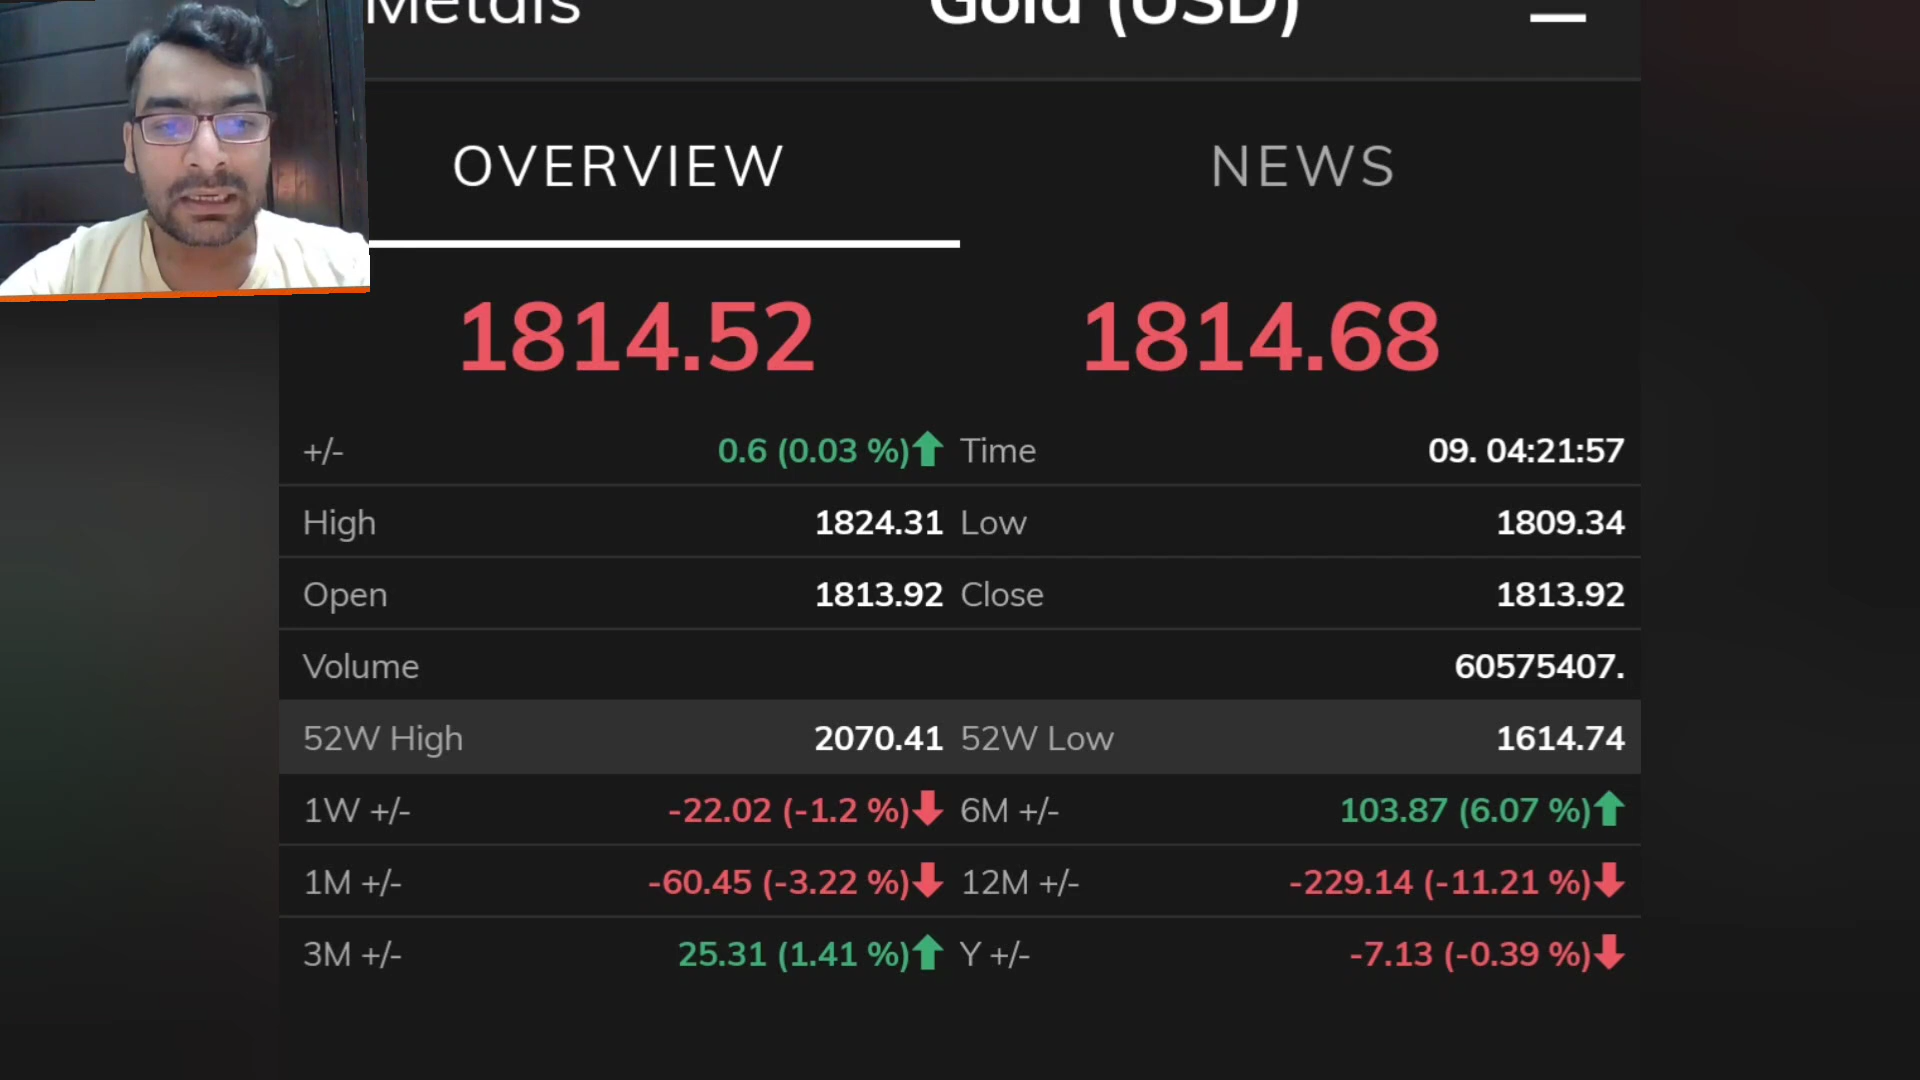 Metals Gold (USD)
OVERVIEW NEWS
1814.52 1814.68
+/- 0.6 (0.03 %) Time 09. 04:21:57
High 1824.31 Low 1809.34
Open 1813.92 Close 1813.92
Volume 60575407.
52W High 2070.41 52W Low 1614.74
1W +/- -22.02 (-1.2 %) 6M +/- 103.87 (6.07 %)
1M +/- -60.45 (-3.22 %) 12M +/- -229.14 (-11.21 %)
3M +/- 25.31 (1.41 %) Y +/- -7.13 (-0.39 %)